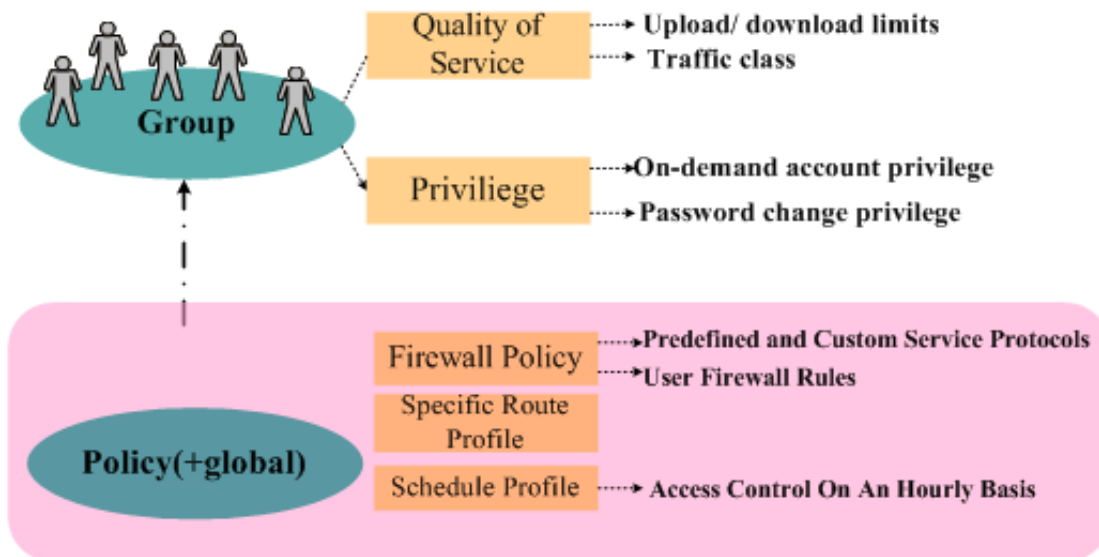 Quality of
Service
Upload/ download limits
Traffic class
Group
Priviliege
On-demand account privilege
Password change privilege
Firewall Policy
Predefined and Custom Service Protocols
User Firewall Rules
Specific Route
Profile
Policy(+global)
Schedule Profile
Access Control On An Hourly Basis